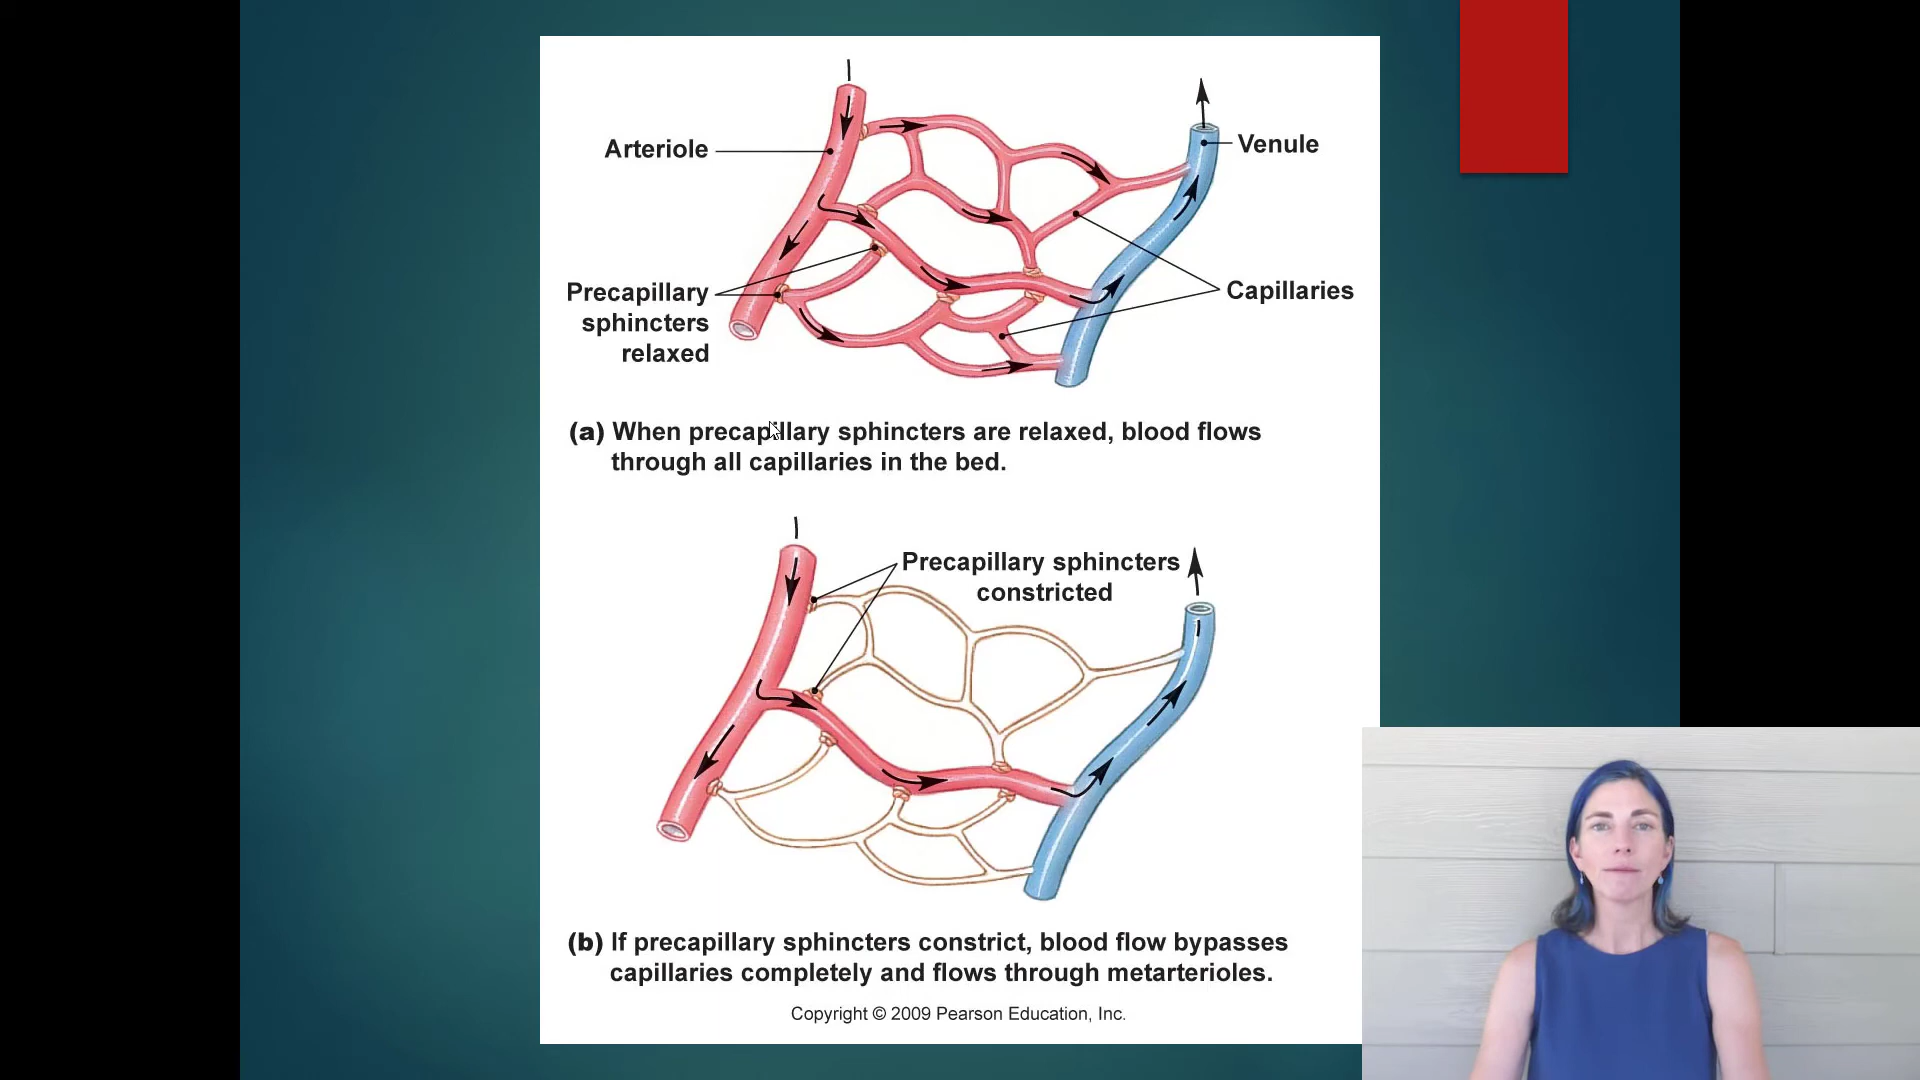 Arteriole
Venule
Precapillary
sphincters
relaxed
Capillaries
(a) When precapillary sphincters are relaxed, blood flows
through all capillaries in the bed.
Precapillary sphincters
constricted
(b) If precapillary sphincters constrict, blood flow bypasses
capillaries completely and flows through metarterioles.
Copyright © 2009 Pearson Education, Inc.